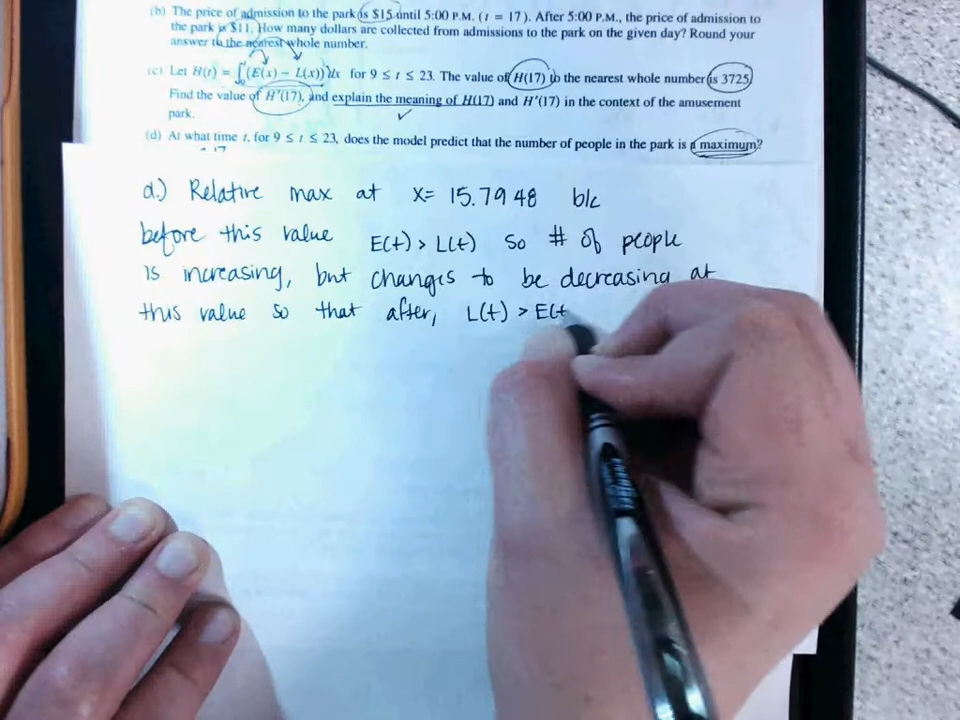 (b) The price of admission to the park is $15 until 5:00 P.M. (t = 17). After 5:00 P.M., the price of admission to
the park is $11. How many dollars are collected from admissions to the park on the given day? Round your
answer to the nearest whole number.
(c) Let H(t) = ∫(E(x) − L(x)) dx for 9 ≤ t ≤ 23. The value of H(17) to the nearest whole number is 3725.
Find the value of H′(17), and explain the meaning of H(17) and H′(17) in the context of the amusement
park.
(d) At what time t, for 9 ≤ t ≤ 23, does the model predict that the number of people in the park is a maximum?
d.) Relative max at x= 15.7948 b/c
before this value E(t) > L(t) so # of people
is increasing, but changes to be decreasing at
this value so that after, L(t) > E(t